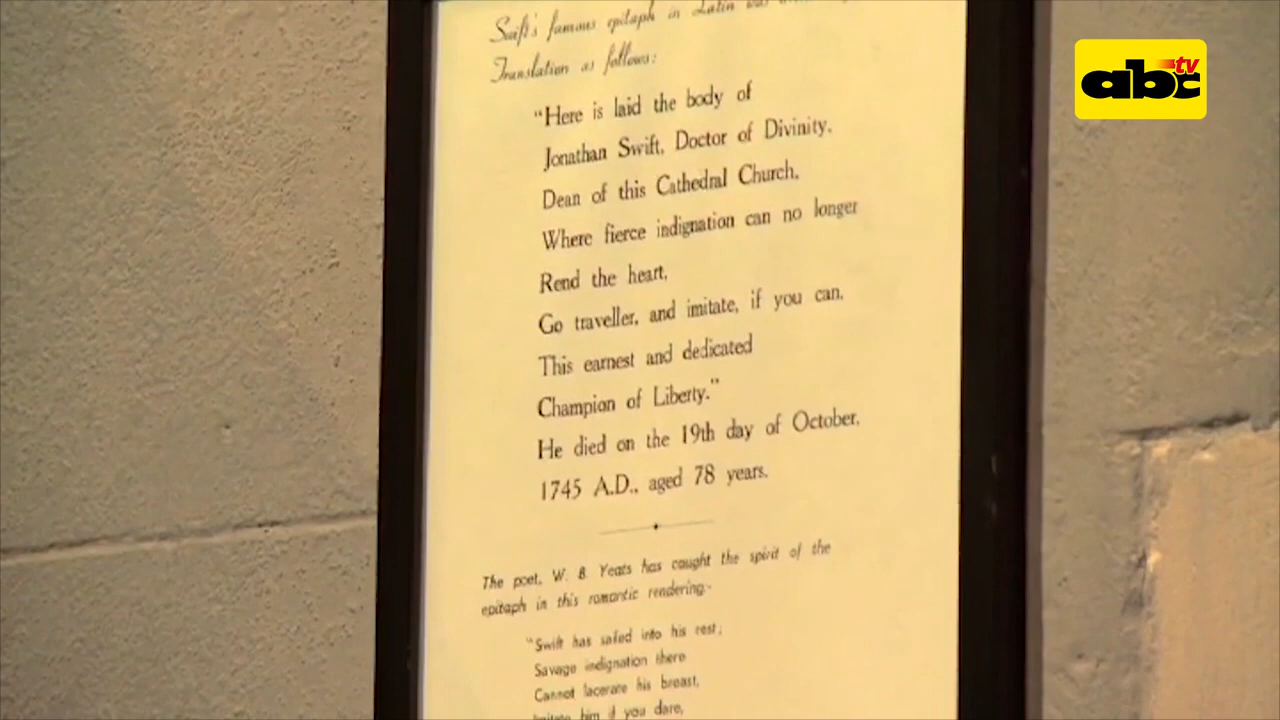 Swift's famous epitaph in Latin was
Translation as follows:
"Here is laid the body of
Jonathan Swift, Doctor of Divinity,
Dean of this Cathedral Church,
Where fierce indignation can no longer
Rend the heart,
Go traveller, and imitate, if you can,
This earnest and dedicated
Champion of Liberty."
He died on the 19th day of October,
1745 A.D., aged 78 years.
The poet, W. B. Yeats has caught the spirit of the
epitaph in this romantic rendering:-
"Swift has sailed into his rest;
Savage indignation there
Cannot lacerate his breast,
Imitate him if you dare,
abc tv